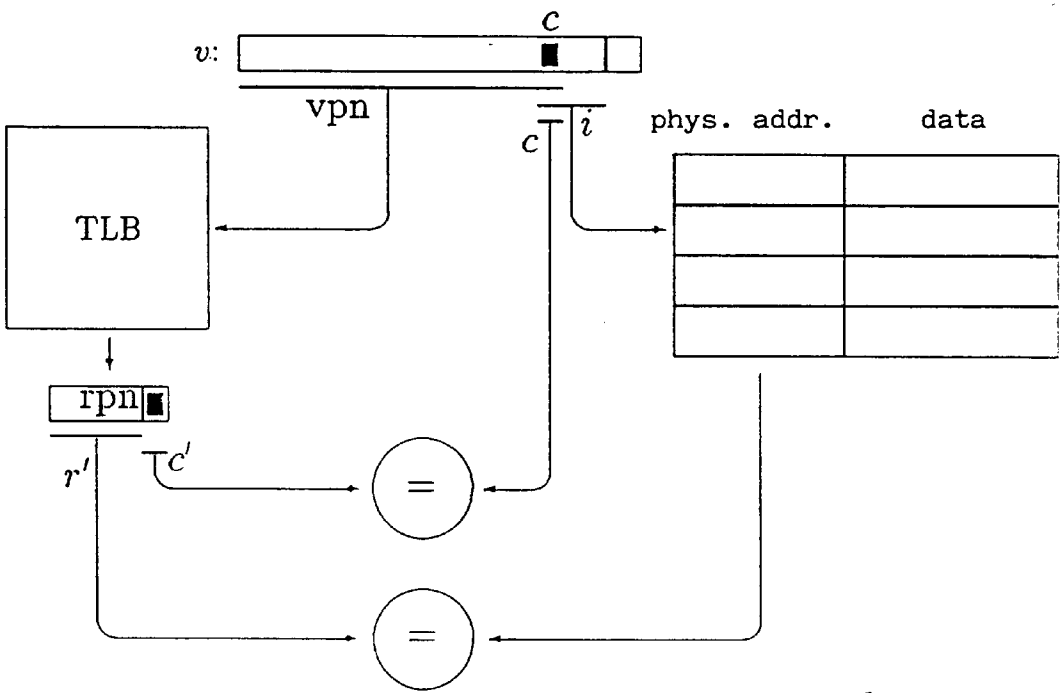 c
v:
vpn
i
c
phys. addr. data
TLB
rpn
r' c'
=
=